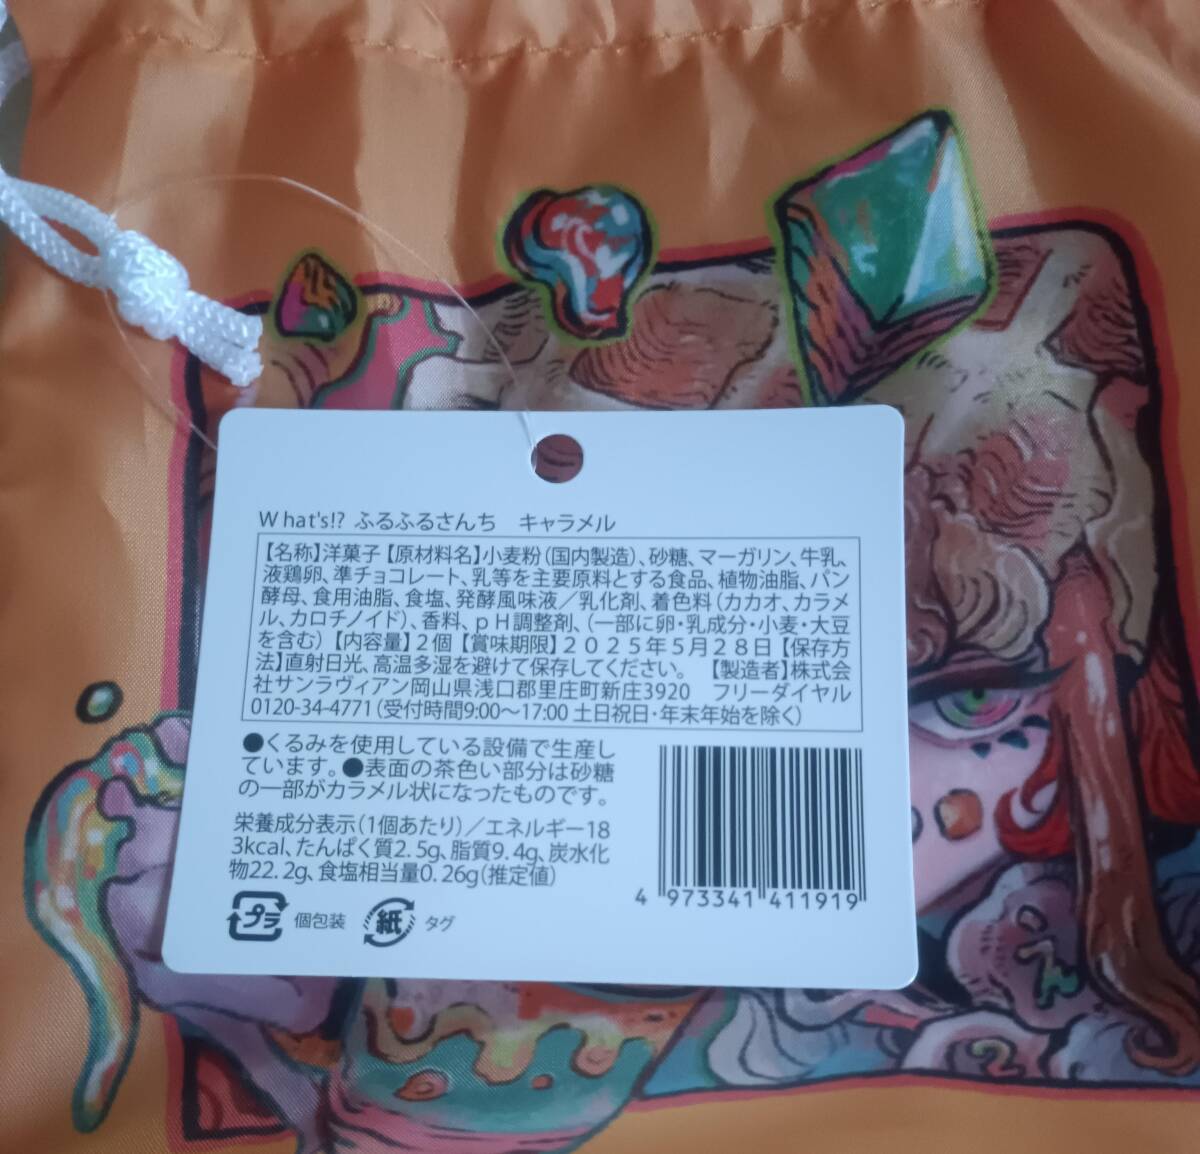 What's!? ふるふるさんち　キャラメル
【名称】洋菓子【原材料名】小麦粉（国内製造）、砂糖、マーガリン、牛乳、
液鶏卵、準チョコレート、乳等を主要原料とする食品、植物油脂、パン
酵母、食用油脂、食塩、発酵風味液／乳化剤、着色料（カカオ、カラメ
ル、カロチノイド）、香料、ｐＨ調整剤、（一部に卵・乳成分・小麦・大豆
を含む）【内容量】２個【賞味期限】２０２５年５月２８日【保存方
法】直射日光、高温多湿を避けて保存してください。　【製造者】株式会
社サンラヴィアン岡山県浅口郡里庄町新庄3920　フリーダイヤル
0120-34-4771（受付時間9:00～17:00 土日祝日・年末年始を除く）
●くるみを使用している設備で生産し
ています。●表面の茶色い部分は砂糖
の一部がカラメル状になったものです。
栄養成分表示（1個あたり）／エネルギー18
3kcal、たんぱく質2.5g、脂質9.4g、炭水化
物22.2g、食塩相当量0.26g（推定値）
プラ 個包装 紙 タグ
4 973341 411919
2